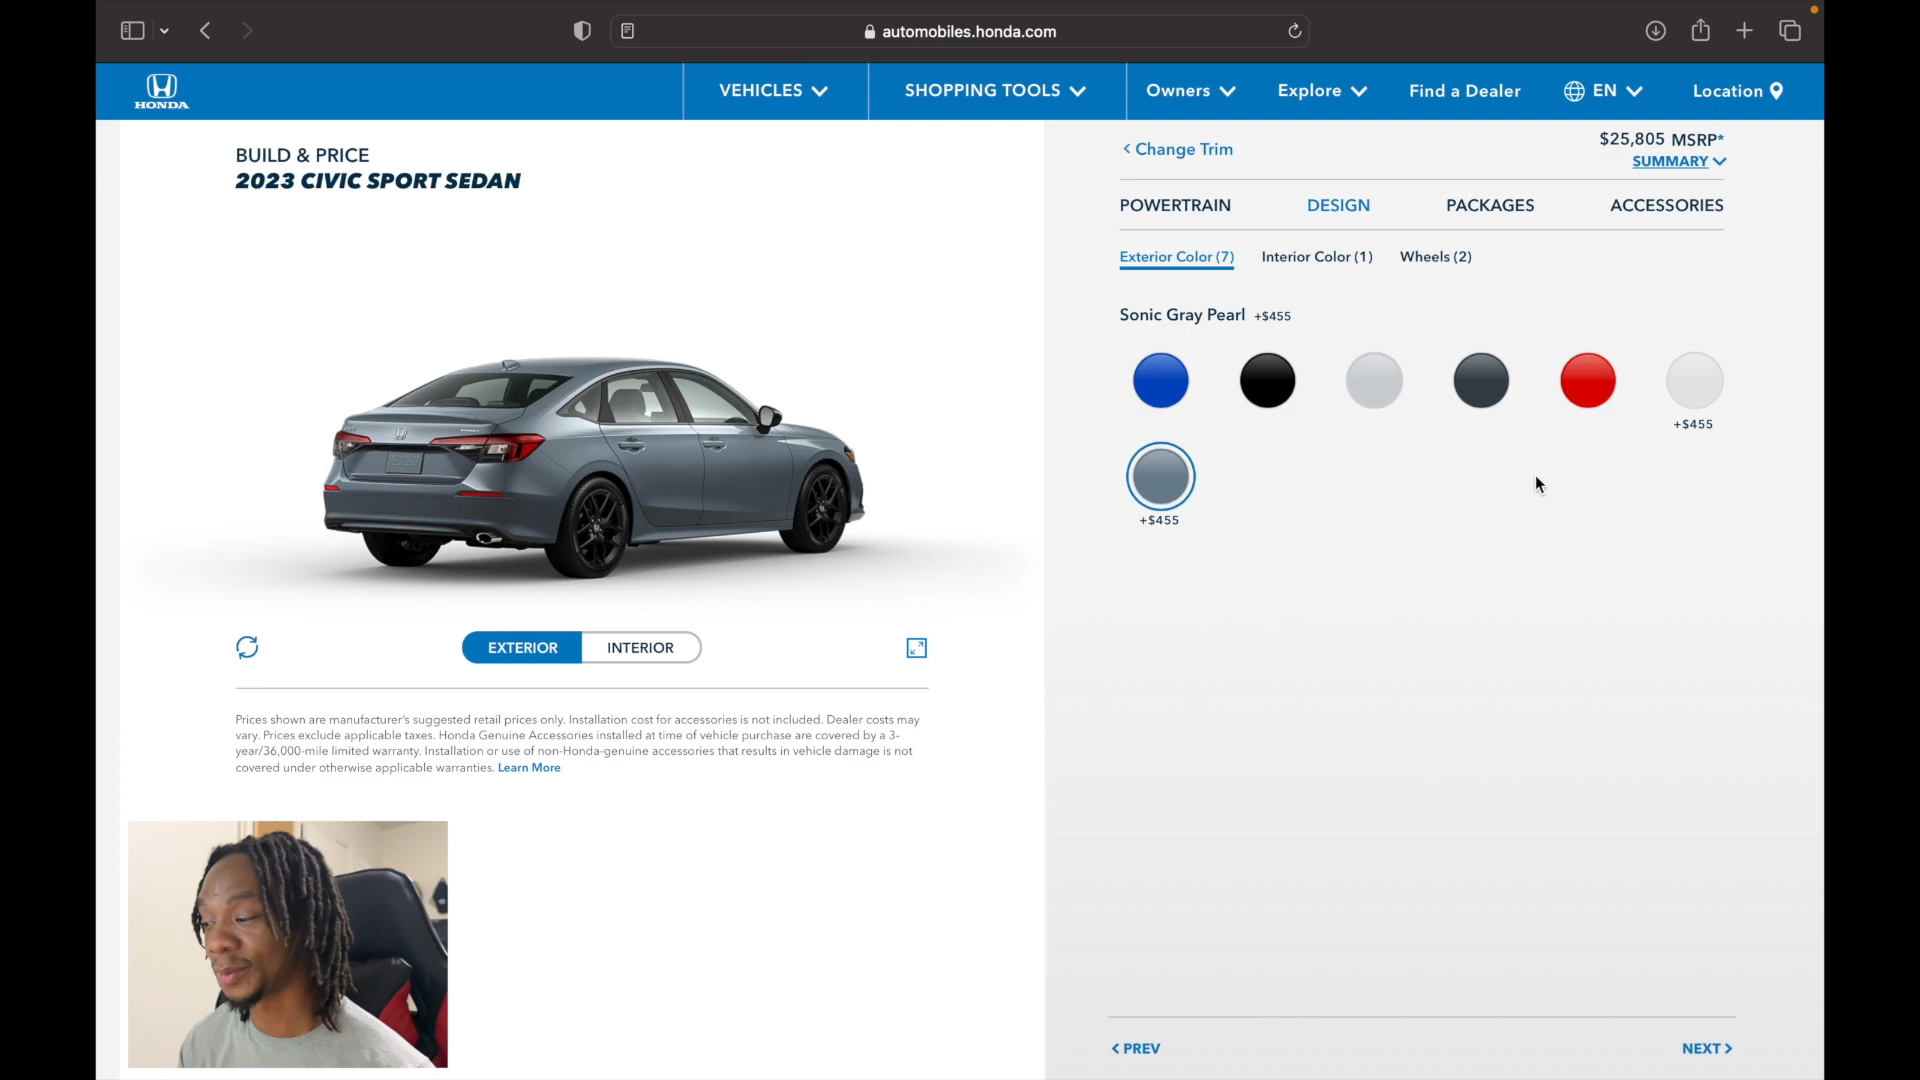 automobiles.honda.com
HONDA
VEHICLES
SHOPPING TOOLS
Owners
Explore
Find a Dealer
EN
Location
BUILD & PRICE
2023 CIVIC SPORT SEDAN
< Change Trim
$25,805 MSRP*
SUMMARY
POWERTRAIN
DESIGN
PACKAGES
ACCESSORIES
Exterior Color (7)
Interior Color (1)
Wheels (2)
Sonic Gray Pearl +$455
+$455
+$455
EXTERIOR
INTERIOR
Prices shown are manufacturer's suggested retail prices only. Installation cost for accessories is not included. Dealer costs may
vary. Prices exclude applicable taxes. Honda Genuine Accessories installed at time of vehicle purchase are covered by a 3-
year/36,000-mile limited warranty. Installation or use of non-Honda-genuine accessories that results in vehicle damage is not
covered under otherwise applicable warranties. Learn More
< PREV
NEXT >